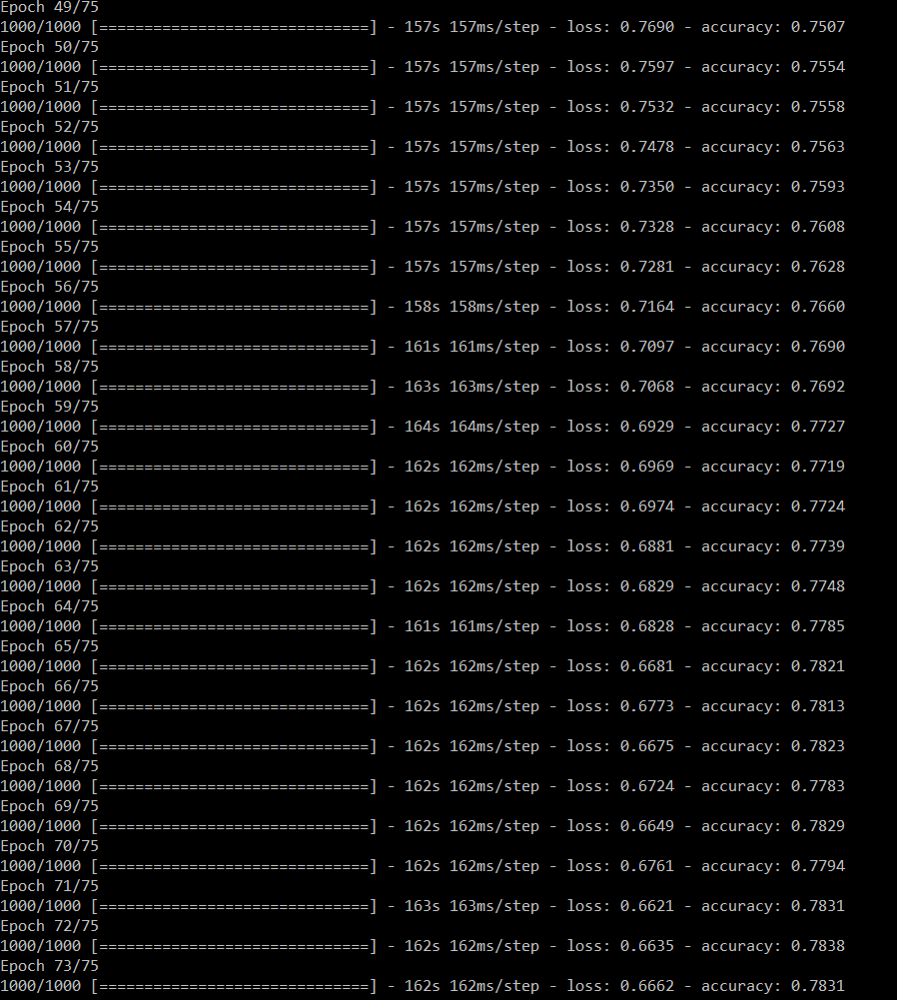 Epoch 49/75
1000/1000 [==============================] - 157s 157ms/step - loss: 0.7690 - accuracy: 0.7507
Epoch 50/75
1000/1000 [==============================] - 157s 157ms/step - loss: 0.7597 - accuracy: 0.7554
Epoch 51/75
1000/1000 [==============================] - 157s 157ms/step - loss: 0.7532 - accuracy: 0.7558
Epoch 52/75
1000/1000 [==============================] - 157s 157ms/step - loss: 0.7478 - accuracy: 0.7563
Epoch 53/75
1000/1000 [==============================] - 157s 157ms/step - loss: 0.7350 - accuracy: 0.7593
Epoch 54/75
1000/1000 [==============================] - 157s 157ms/step - loss: 0.7328 - accuracy: 0.7608
Epoch 55/75
1000/1000 [==============================] - 157s 157ms/step - loss: 0.7281 - accuracy: 0.7628
Epoch 56/75
1000/1000 [==============================] - 158s 158ms/step - loss: 0.7164 - accuracy: 0.7660
Epoch 57/75
1000/1000 [==============================] - 161s 161ms/step - loss: 0.7097 - accuracy: 0.7690
Epoch 58/75
1000/1000 [==============================] - 163s 163ms/step - loss: 0.7068 - accuracy: 0.7692
Epoch 59/75
1000/1000 [==============================] - 164s 164ms/step - loss: 0.6929 - accuracy: 0.7727
Epoch 60/75
1000/1000 [==============================] - 162s 162ms/step - loss: 0.6969 - accuracy: 0.7719
Epoch 61/75
1000/1000 [==============================] - 162s 162ms/step - loss: 0.6974 - accuracy: 0.7724
Epoch 62/75
1000/1000 [==============================] - 162s 162ms/step - loss: 0.6881 - accuracy: 0.7739
Epoch 63/75
1000/1000 [==============================] - 162s 162ms/step - loss: 0.6829 - accuracy: 0.7748
Epoch 64/75
1000/1000 [==============================] - 161s 161ms/step - loss: 0.6828 - accuracy: 0.7785
Epoch 65/75
1000/1000 [==============================] - 162s 162ms/step - loss: 0.6681 - accuracy: 0.7821
Epoch 66/75
1000/1000 [==============================] - 162s 162ms/step - loss: 0.6773 - accuracy: 0.7813
Epoch 67/75
1000/1000 [==============================] - 162s 162ms/step - loss: 0.6675 - accuracy: 0.7823
Epoch 68/75
1000/1000 [==============================] - 162s 162ms/step - loss: 0.6724 - accuracy: 0.7783
Epoch 69/75
1000/1000 [==============================] - 162s 162ms/step - loss: 0.6649 - accuracy: 0.7829
Epoch 70/75
1000/1000 [==============================] - 162s 162ms/step - loss: 0.6761 - accuracy: 0.7794
Epoch 71/75
1000/1000 [==============================] - 163s 163ms/step - loss: 0.6621 - accuracy: 0.7831
Epoch 72/75
1000/1000 [==============================] - 162s 162ms/step - loss: 0.6635 - accuracy: 0.7838
Epoch 73/75
1000/1000 [==============================] - 162s 162ms/step - loss: 0.6662 - accuracy: 0.7831